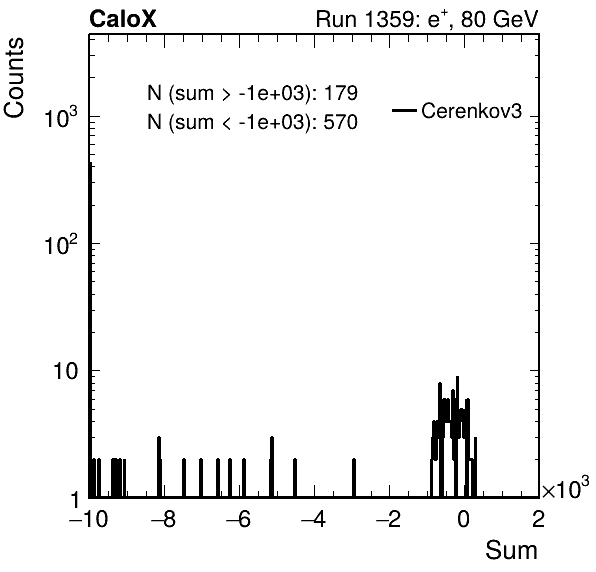 CaloX Run 1359: e⁺, 80 GeV
Counts
N (sum > -1e+03): 179
N (sum < -1e+03): 570
Cerenkov3
10³
10²
10
1
−10 −8 −6 −4 −2 0 2
×10³
Sum